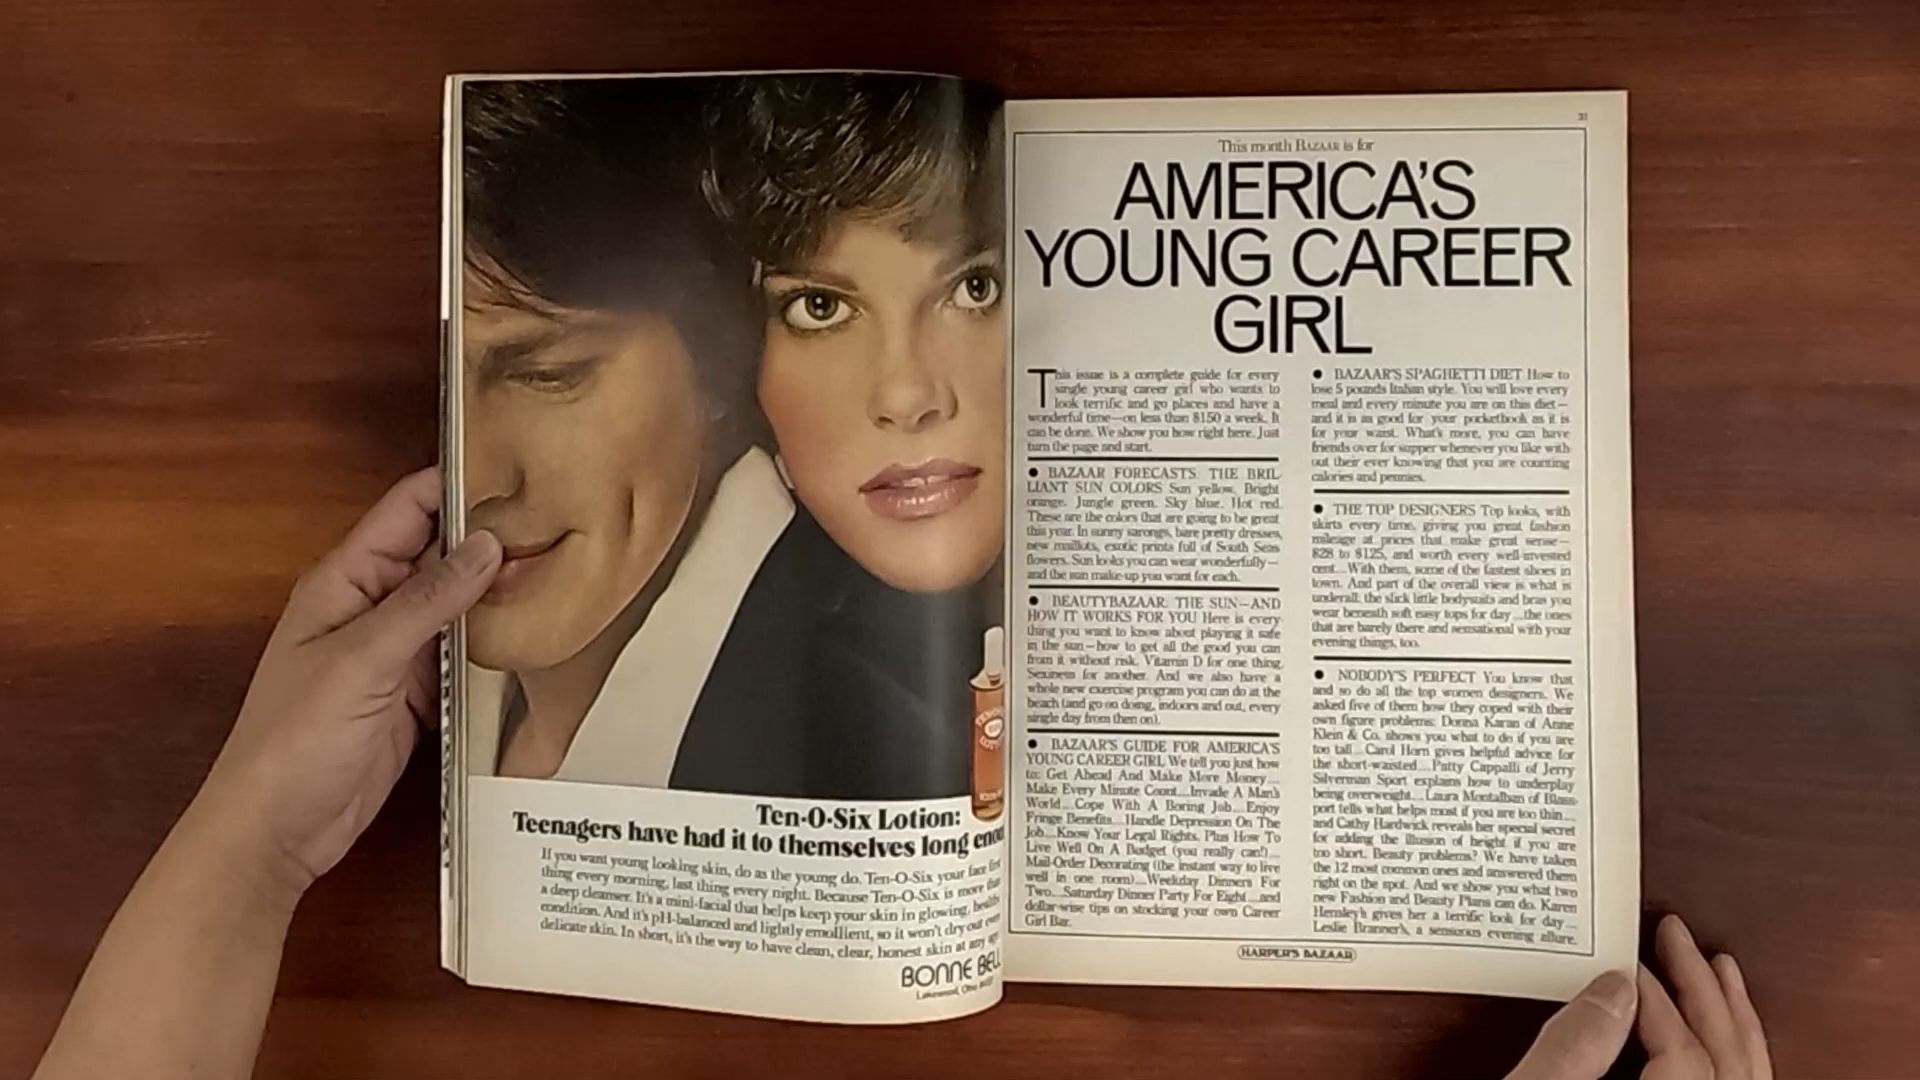 Ten-O-Six Lotion:
Teenagers have had it to themselves long
If you want young looking skin, do as the young do. Ten-O-Six your face first
thing every morning, last thing every night. Because Ten-O-Six is more than
a deep cleanser. It's a mini-facial that helps keep your skin in glowing,
condition. And it's pH-balanced and lightly emollient, so it won't dry out even
delicate skin. In short, it's the way to have clean, clear, honest skin at any
BONNE BELL
Lakewood, Ohio
31
This month BAZAAR is for
AMERICA'S
YOUNG CAREER
GIRL
This issue is a complete guide for every
single young career girl who wants to
look terrific and go places and have a
wonderful time—on less than $150 a week. It
can be done. We show you how right here. Just
turn the page and start.
● BAZAAR FORECASTS: THE BRIL
LIANT SUN COLORS Sun yellow. Bright
orange. Jungle green. Sky blue. Hot red.
These are the colors that are going to be great
this year. In sunny sarongs, bare pretty dresses,
new maillots, exotic prints full of South Seas
flowers. Sun looks you can wear wonderfully—
and the sun make-up you want for each.
● BEAUTYBAZAAR: THE SUN—AND
HOW IT WORKS FOR YOU Here is every
thing you want to know about playing it safe
in the sun—how to get all the good you can
from it without risk. Vitamin D for one thing.
Sexiness for another. And we also have a
whole new exercise program you can do at the
beach (and go on doing, indoors and out, every
single day from then on).
● BAZAAR'S GUIDE FOR AMERICA'S
YOUNG CAREER GIRL We tell you just how
to: Get Ahead And Make More Money....
Make Every Minute Count....Invade A Man's
World....Cope With A Boring Job....Enjoy
Fringe Benefits....Handle Depression On The
Job....Know Your Legal Rights. Plus How To
Live Well On A Budget (you really can!)....
Mail-Order Decorating (the instant way to live
well in one room)....Weekday Dinners For
Two....Saturday Dinner Party For Eight....and
dollar-wise tips on stocking your own Career
Girl Bar.
● BAZAAR'S SPAGHETTI DIET How to
lose 5 pounds Italian style. You will love every
meal and every minute you are on this diet—
and it is as good for your pocketbook as it is
for your waist. What's more, you can have
friends over for supper whenever you like with
out their ever knowing that you are counting
calories and pennies.
● THE TOP DESIGNERS Top looks, with
skirts every time, giving you great fashion
mileage at prices that make great sense—
$28 to $125, and worth every well-invested
cent....With them, some of the fastest shoes in
town. And part of the overall view is what is
underall; the slick little bodysuits and bras you
wear beneath soft easy tops for day....the ones
that are barely there and sensational with your
evening things, too.
● NOBODY'S PERFECT You know that
and so do all the top women designers. We
asked five of them how they coped with their
own figure problems: Donna Karan of Anne
Klein & Co. shows you what to do if you are
too tall....Carol Horn gives helpful advice for
the short-waisted....Patty Cappalli of Jerry
Silverman Sport explains how to underplay
being overweight....Laura Montalban of Blass-
port tells what helps most if you are too thin....
and Cathy Hardwick reveals her special secret
for adding the illusion of height if you are
too short. Beauty problems? We have taken
the 12 most common ones and answered them
right on the spot. And we show you what two
new Fashion and Beauty Plans can do. Karen
Hensley's gives her a terrific look for day....
Leslie Branner's, a sensuous evening allure.
HARPER'S BAZAAR